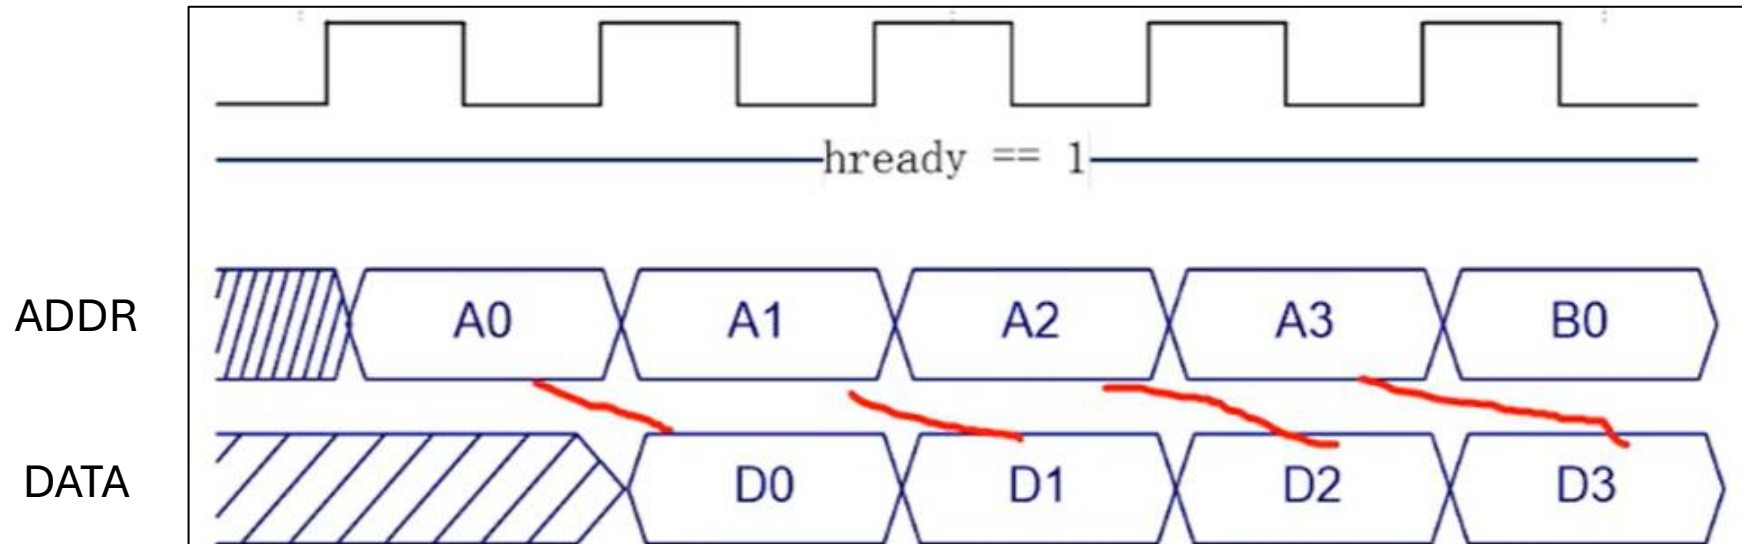 hready == 1
ADDR A0 A1 A2 A3 B0
DATA D0 D1 D2 D3